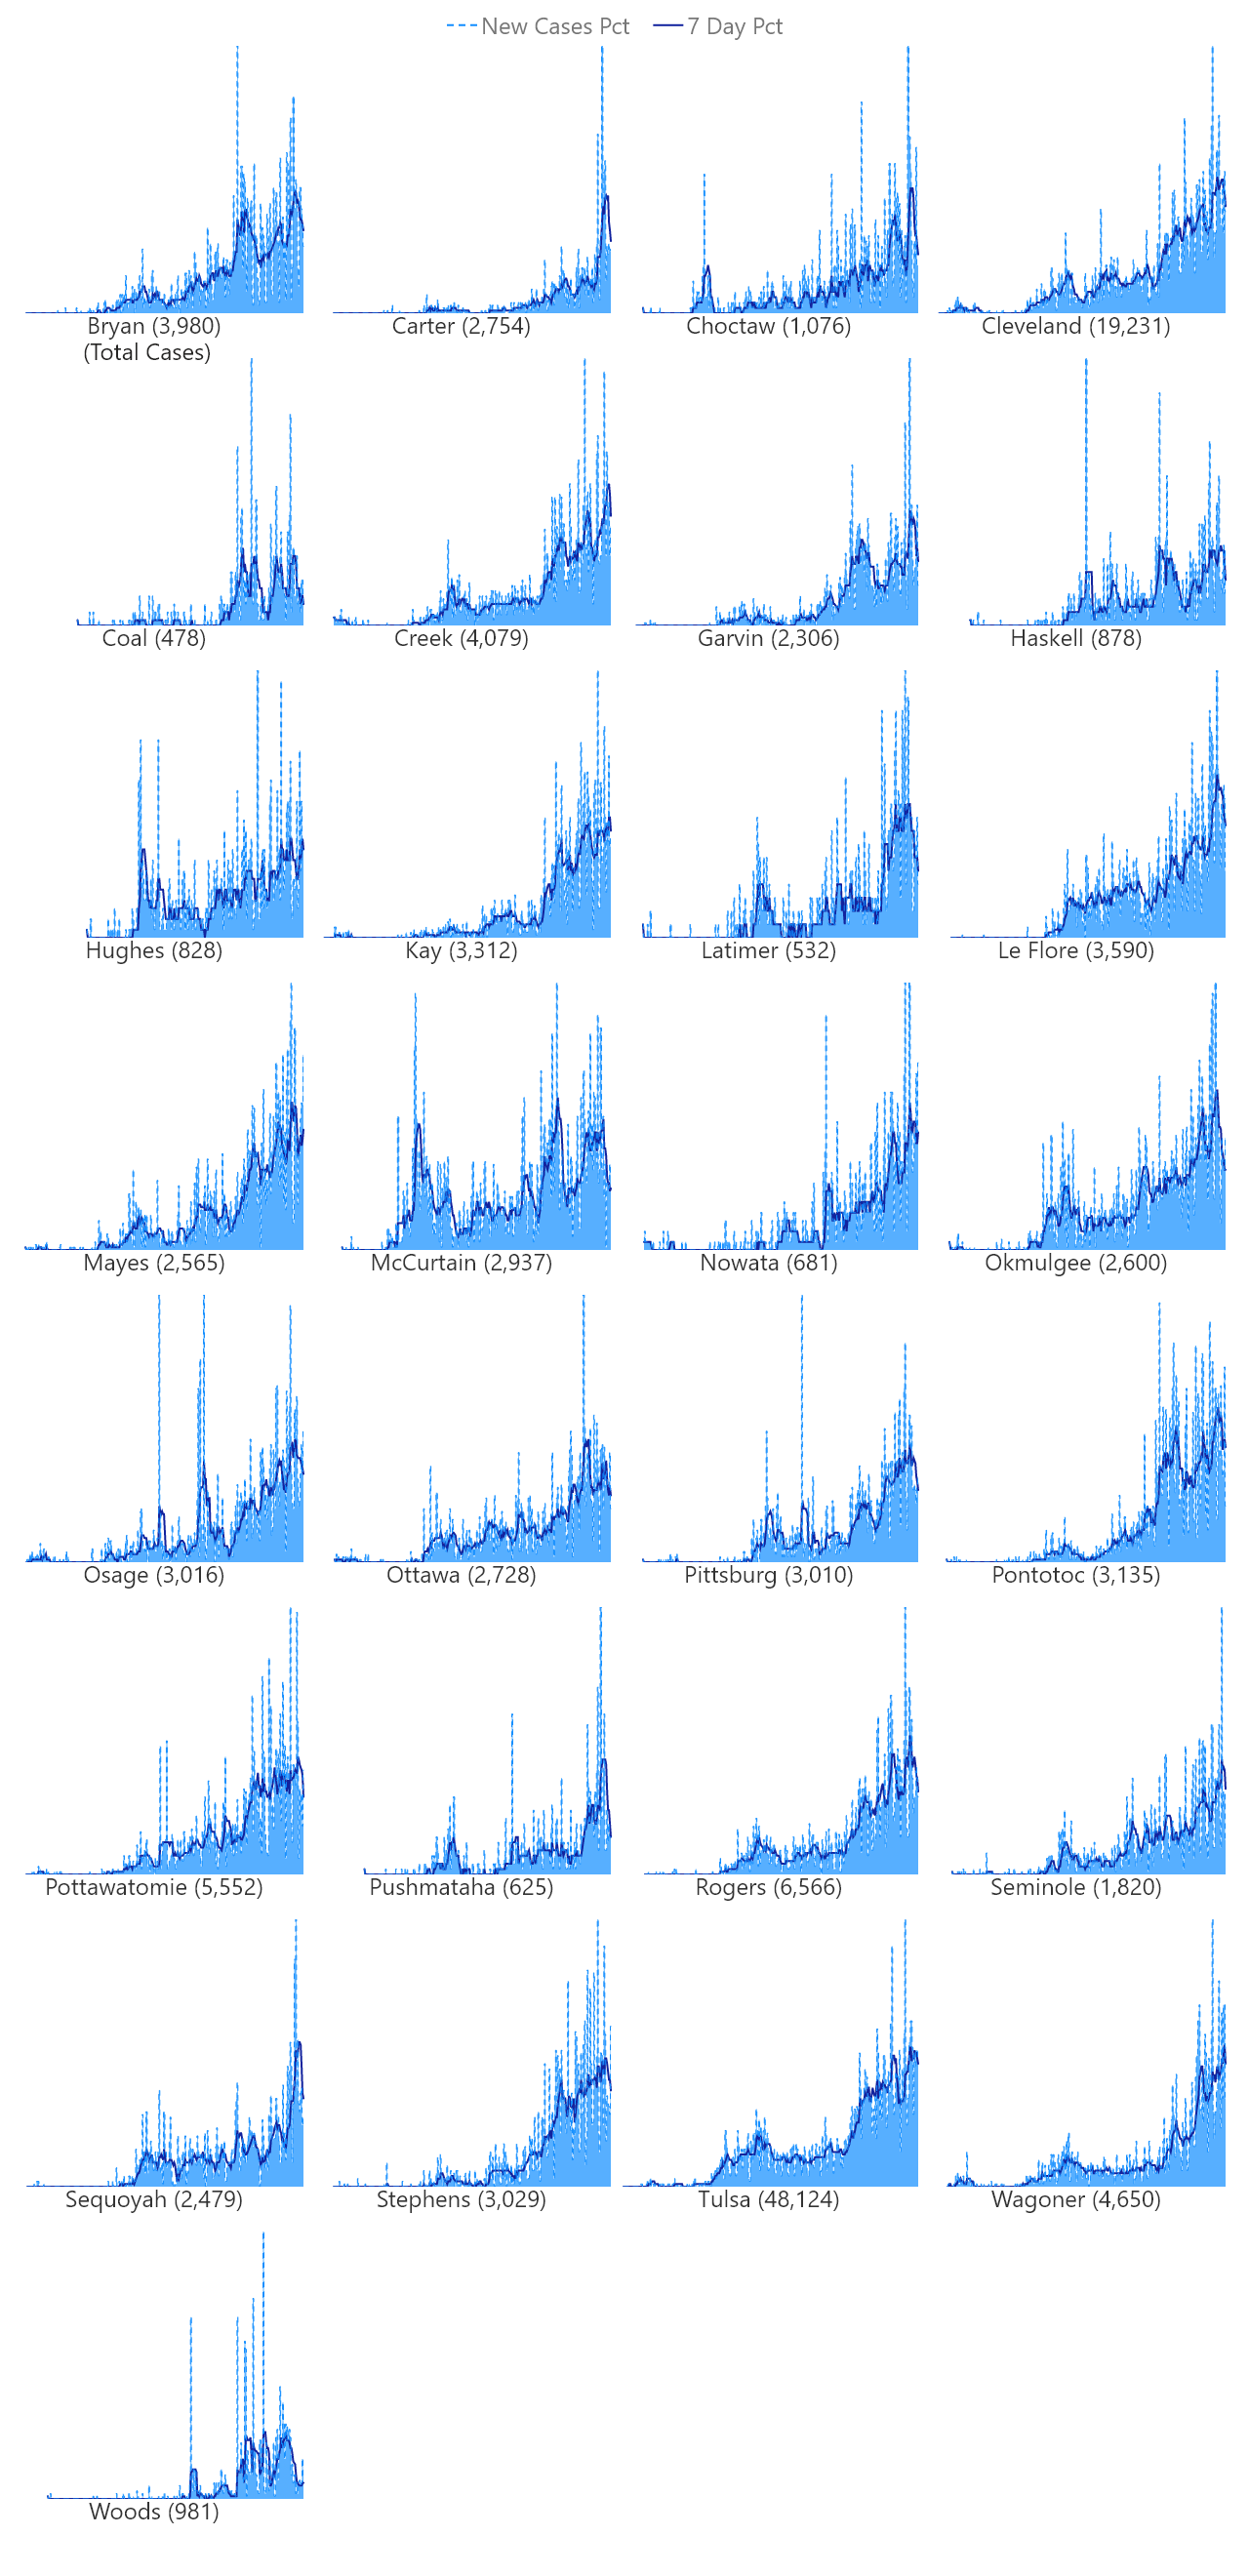 New Cases Pct 7 Day Pct
Bryan (3,980) Carter (2,754) Choctaw (1,076) Cleveland (19,231)
(Total Cases)
Coal (478) Creek (4,079) Garvin (2,306) Haskell (878)
Hughes (828) Kay (3,312) Latimer (532) Le Flore (3,590)
Mayes (2,565) McCurtain (2,937) Nowata (681) Okmulgee (2,600)
Osage (3,016) Ottawa (2,728) Pittsburg (3,010) Pontotoc (3,135)
Pottawatomie (5,552) Pushmataha (625) Rogers (6,566) Seminole (1,820)
Sequoyah (2,479) Stephens (3,029) Tulsa (48,124) Wagoner (4,650)
Woods (981)